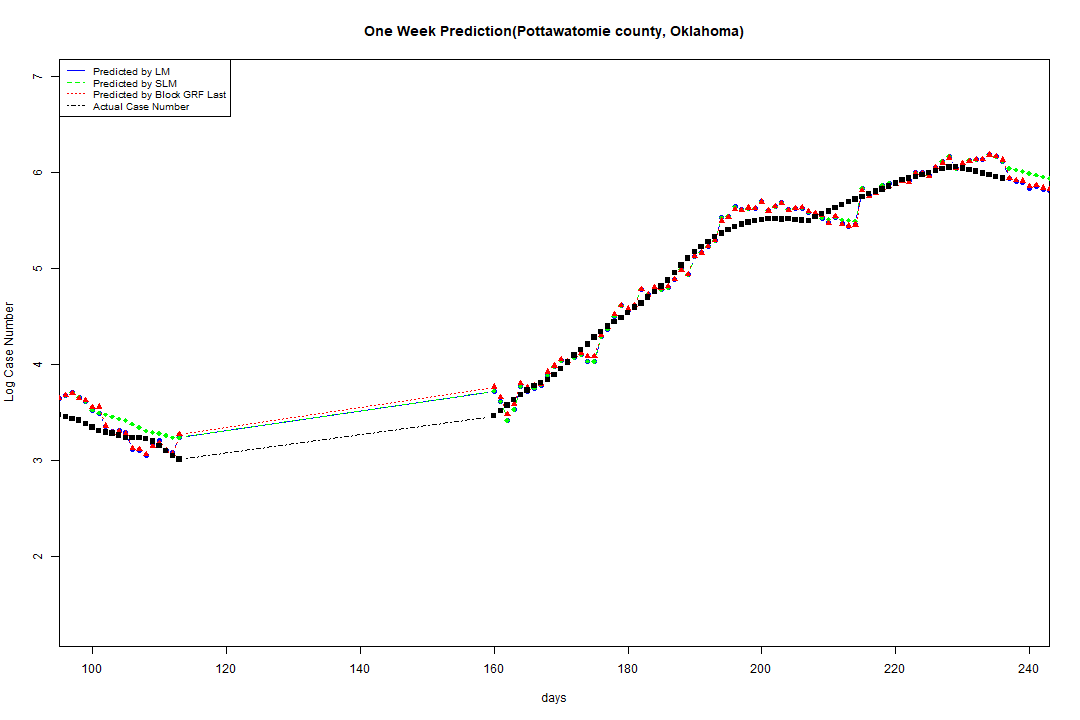 One Week Prediction(Pottawatomie county, Oklahoma)
Predicted by LM
Predicted by SLM
Predicted by Block GRF Last
Actual Case Number
7
6
5
4
3
2
Log Case Number
100 120 140 160 180 200 220 240
days